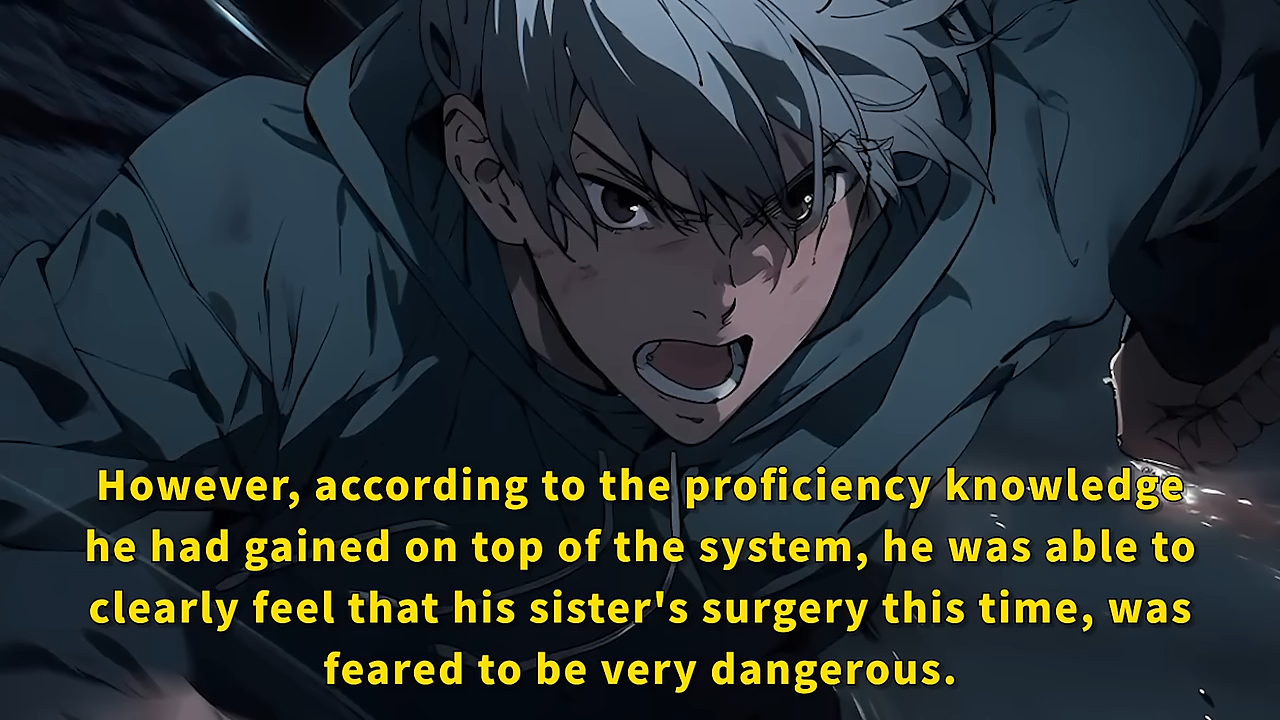 However, according to the proficiency knowledge
he had gained on top of the system, he was able to
clearly feel that his sister's surgery this time, was
feared to be very dangerous.